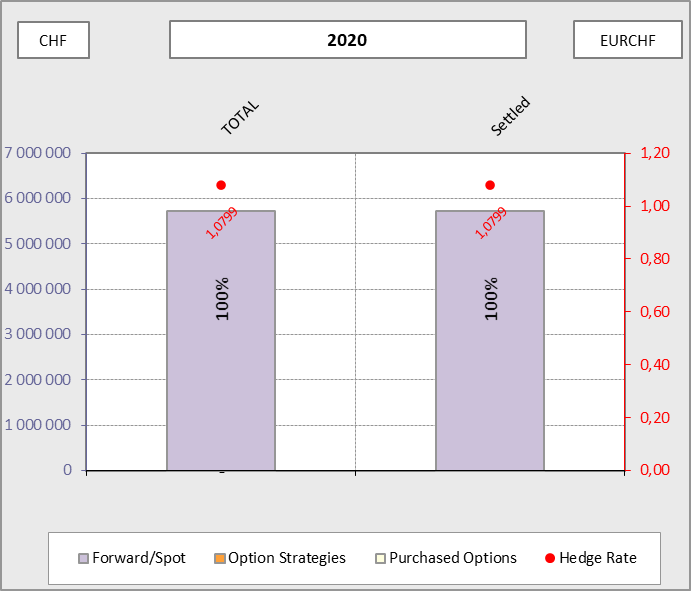 CHF 2020 EURCHF
TOTAL Settled
7 000 000 1,20
6 000 000 1,00
5 000 000 0,80
4 000 000 0,60
3 000 000 0,40
2 000 000 0,20
1 000 000 0,00
0
1,0799 1,0799
100% 100%
-
Forward/Spot Option Strategies Purchased Options Hedge Rate